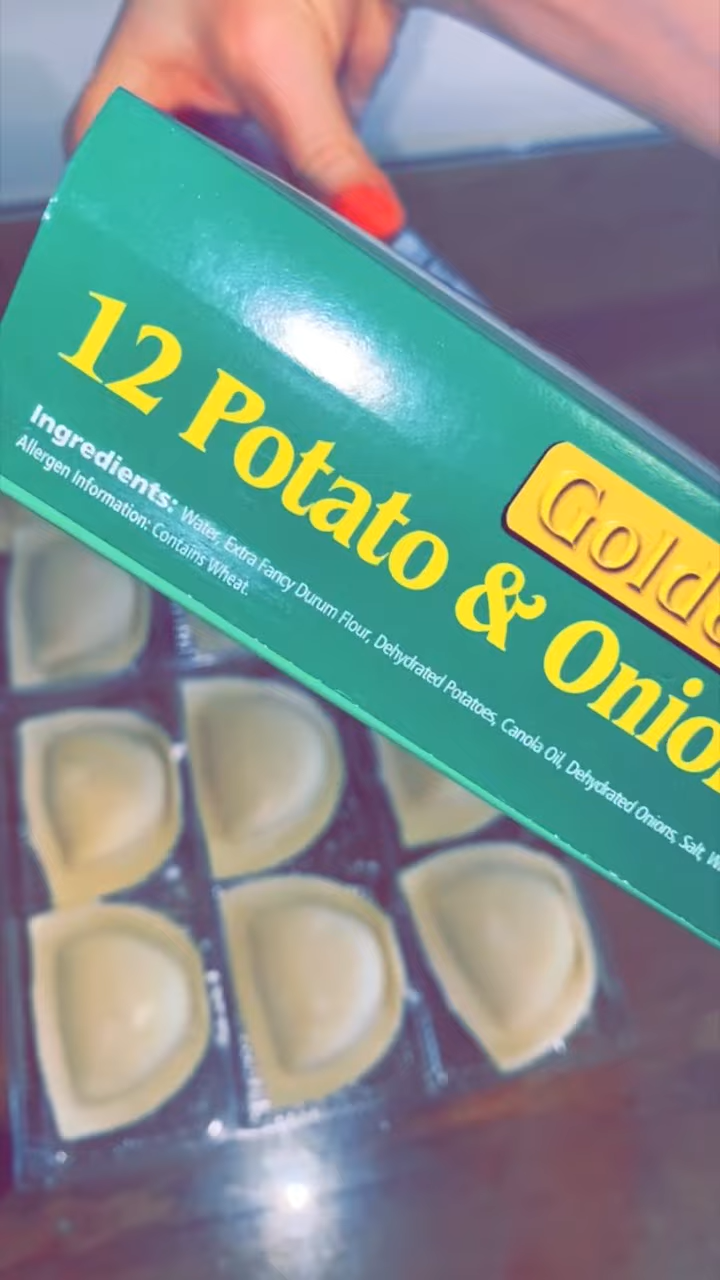 12 Potato & Onio
Golde
Ingredients: Water, Extra Fancy Durum Flour, Dehydrated Potatoes, Canola Oil, Dehydrated Onions, Salt, W
Allergen Information: Contains Wheat.